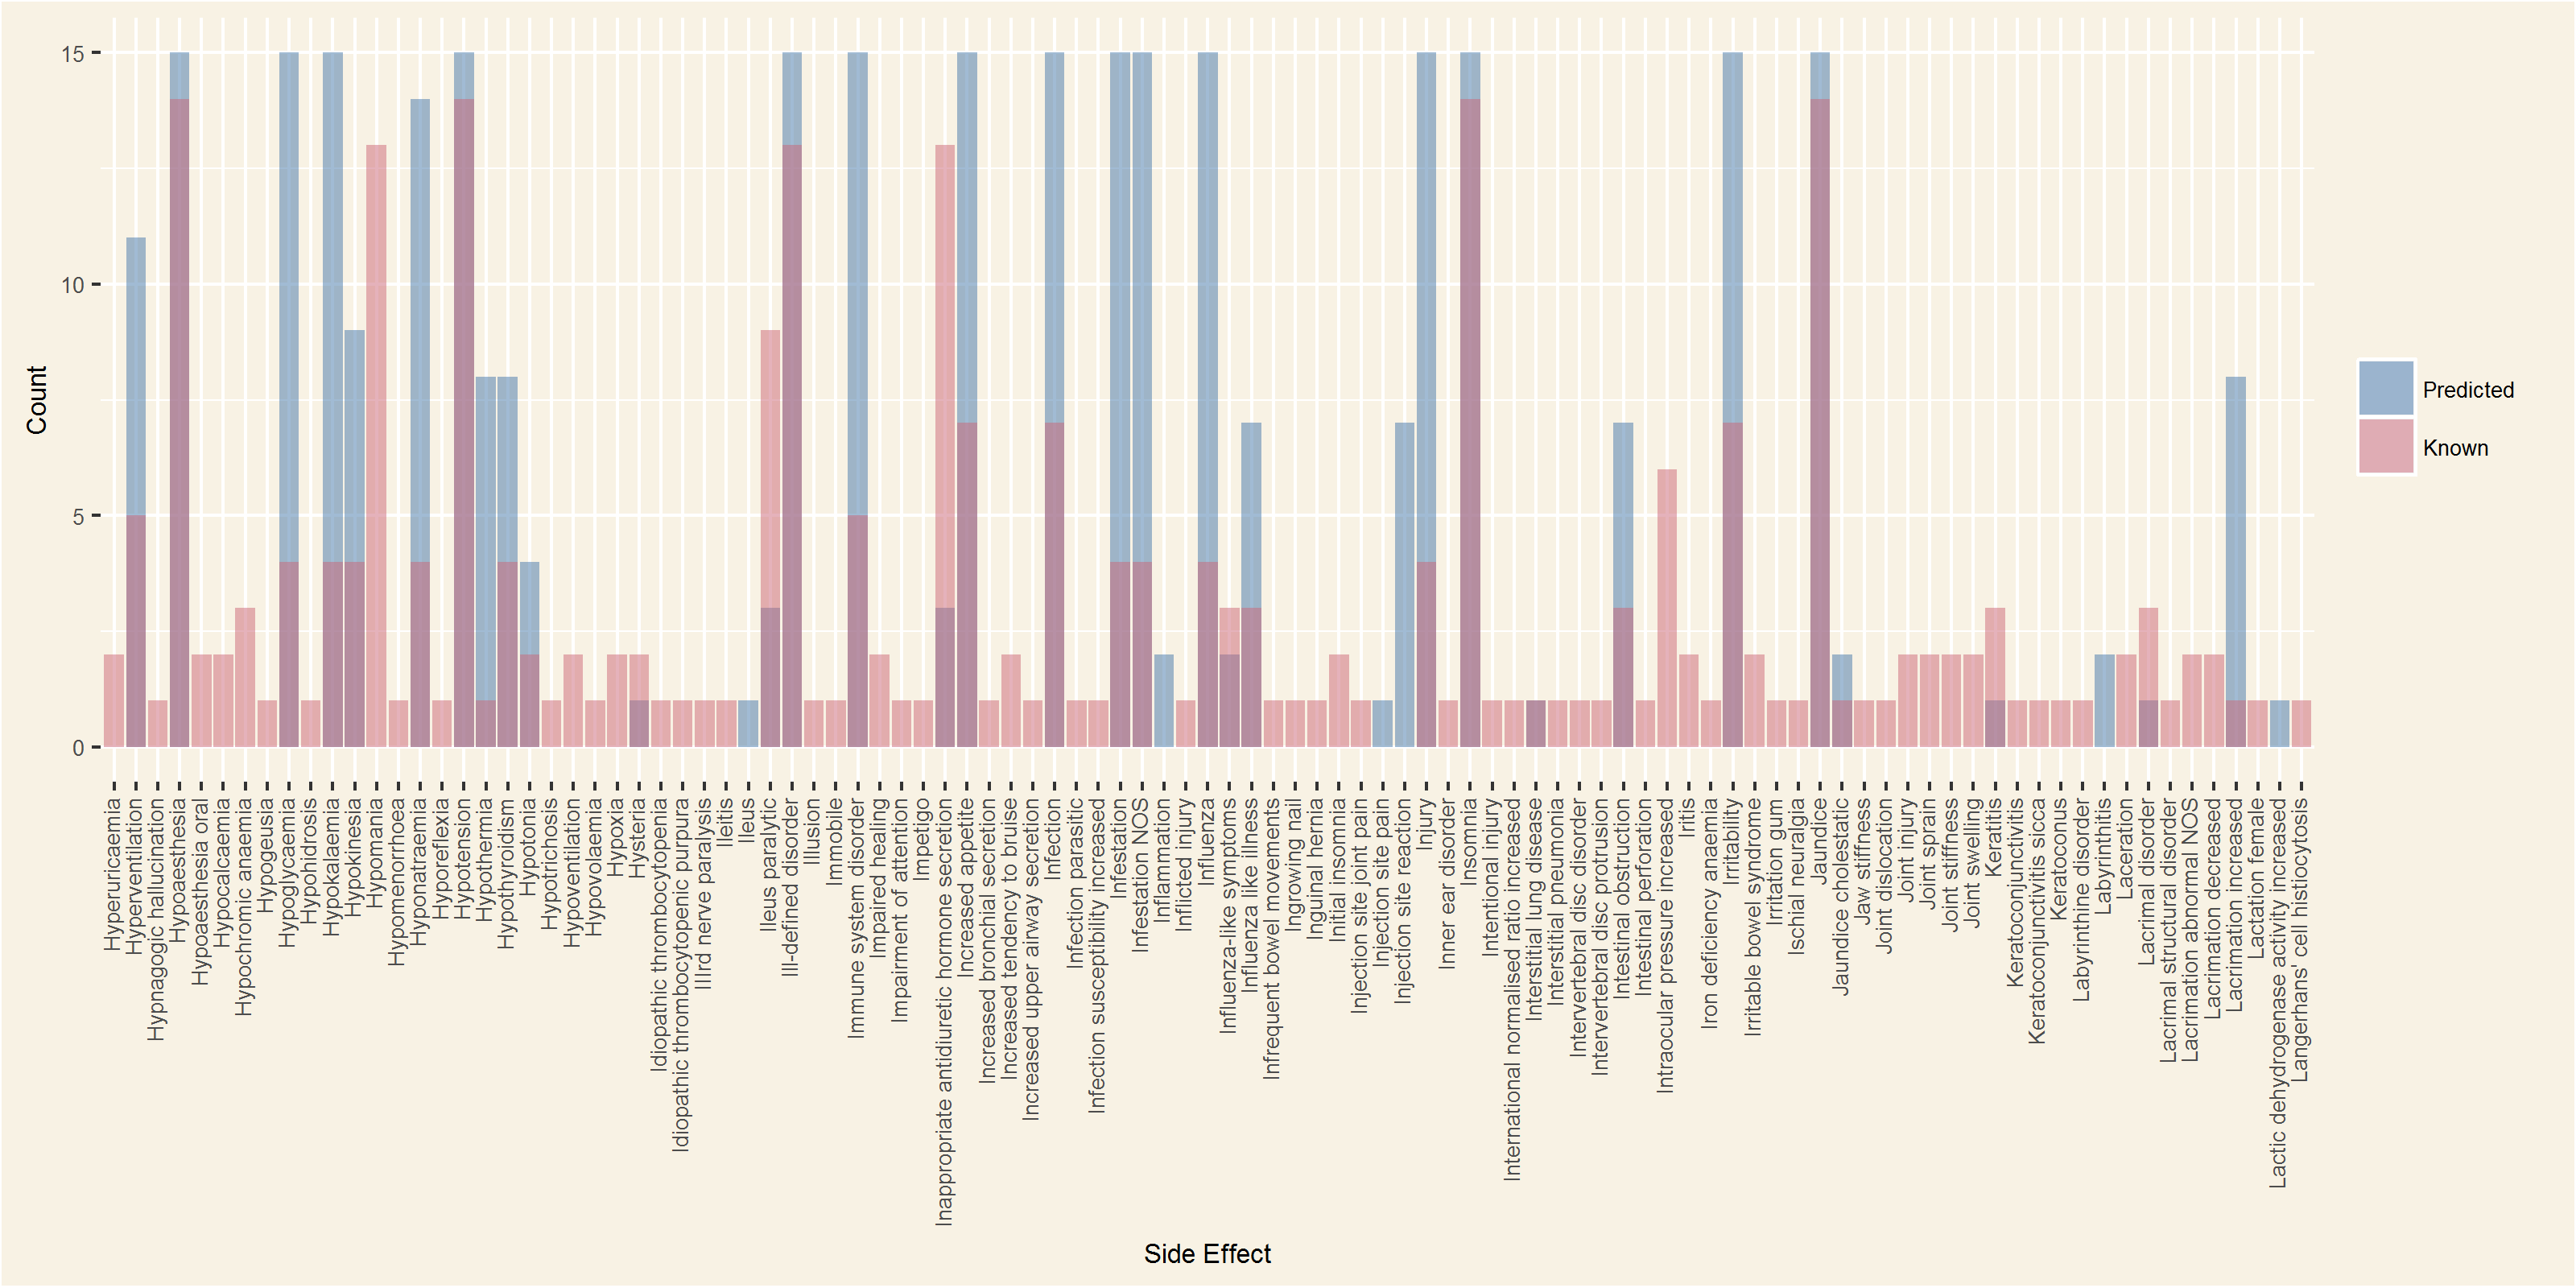 15
10
5
0
Count
Predicted
Known
Hyperuricaemia
Hyperventilation
Hypnagogic hallucination
Hypoaesthesia
Hypoaesthesia oral
Hypocalcaemia
Hypochromic anaemia
Hypogeusia
Hypoglycaemia
Hypohidrosis
Hypokalaemia
Hypokinesia
Hypomania
Hypomenorrhoea
Hyponatraemia
Hyporeflexia
Hypotension
Hypothermia
Hypothyroidism
Hypotonia
Hypotrichosis
Hypoventilation
Hypovolaemia
Hypoxia
Hysteria
Idiopathic thrombocytopenia
Idiopathic thrombocytopenic purpura
IIIrd nerve paralysis
Ileitis
Ileus
Ileus paralytic
Ill-defined disorder
Illusion
Immobile
Immune system disorder
Impaired healing
Impairment of attention
Impetigo
Inappropriate antidiuretic hormone secretion
Increased appetite
Increased bronchial secretion
Increased tendency to bruise
Increased upper airway secretion
Infection
Infection parasitic
Infection susceptibility increased
Infestation
Infestation NOS
Inflammation
Inflicted injury
Influenza
Influenza-like symptoms
Influenza like illness
Infrequent bowel movements
Ingrowing nail
Inguinal hernia
Initial insomnia
Injection site joint pain
Injection site pain
Injection site reaction
Injury
Inner ear disorder
Insomnia
Intentional injury
International normalised ratio increased
Interstitial lung disease
Interstitial pneumonia
Intervertebral disc disorder
Intervertebral disc protrusion
Intestinal obstruction
Intestinal perforation
Intraocular pressure increased
Iritis
Iron deficiency anaemia
Irritability
Irritable bowel syndrome
Irritation gum
Ischial neuralgia
Jaundice
Jaundice cholestatic
Jaw stiffness
Joint dislocation
Joint injury
Joint sprain
Joint stiffness
Joint swelling
Keratitis
Keratoconjunctivitis
Keratoconjunctivitis sicca
Keratoconus
Labyrinthine disorder
Labyrinthitis
Laceration
Lacrimal disorder
Lacrimal structural disorder
Lacrimation abnormal NOS
Lacrimation decreased
Lacrimation increased
Lactation female
Lactic dehydrogenase activity increased
Langerhans' cell histiocytosis
Side Effect